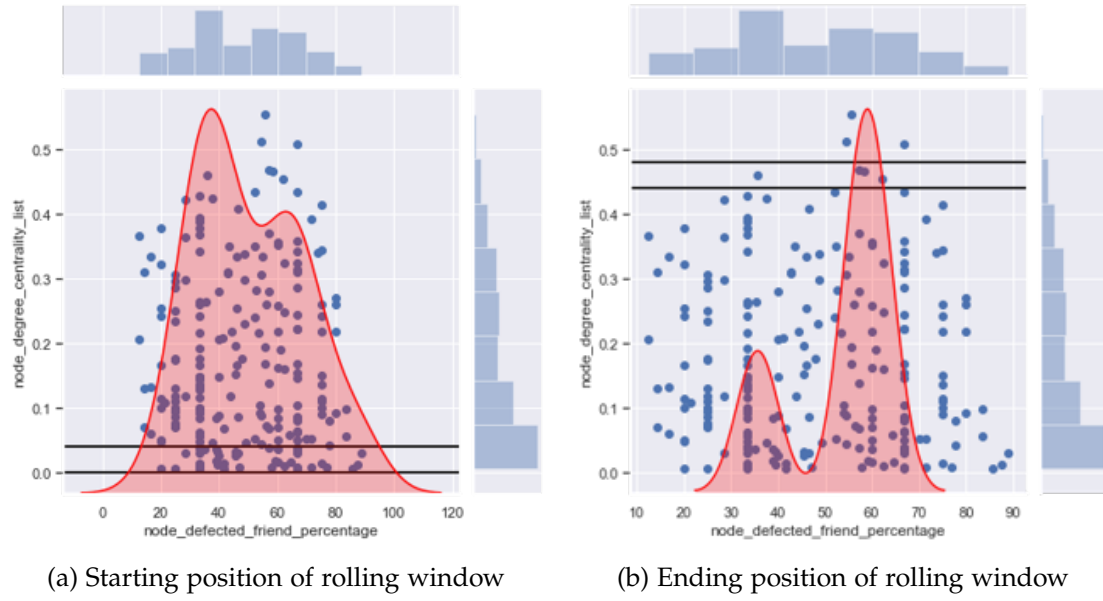 node_degree_centrality_list
0.5
0.4
0.3
0.2
0.1
0.0
0 20 40 60 80 100 120
node_defected_friend_percentage
(a) Starting position of rolling window
node_degree_centrality_list
0.5
0.4
0.3
0.2
0.1
0.0
10 20 30 40 50 60 70 80 90
node_defected_friend_percentage
(b) Ending position of rolling window